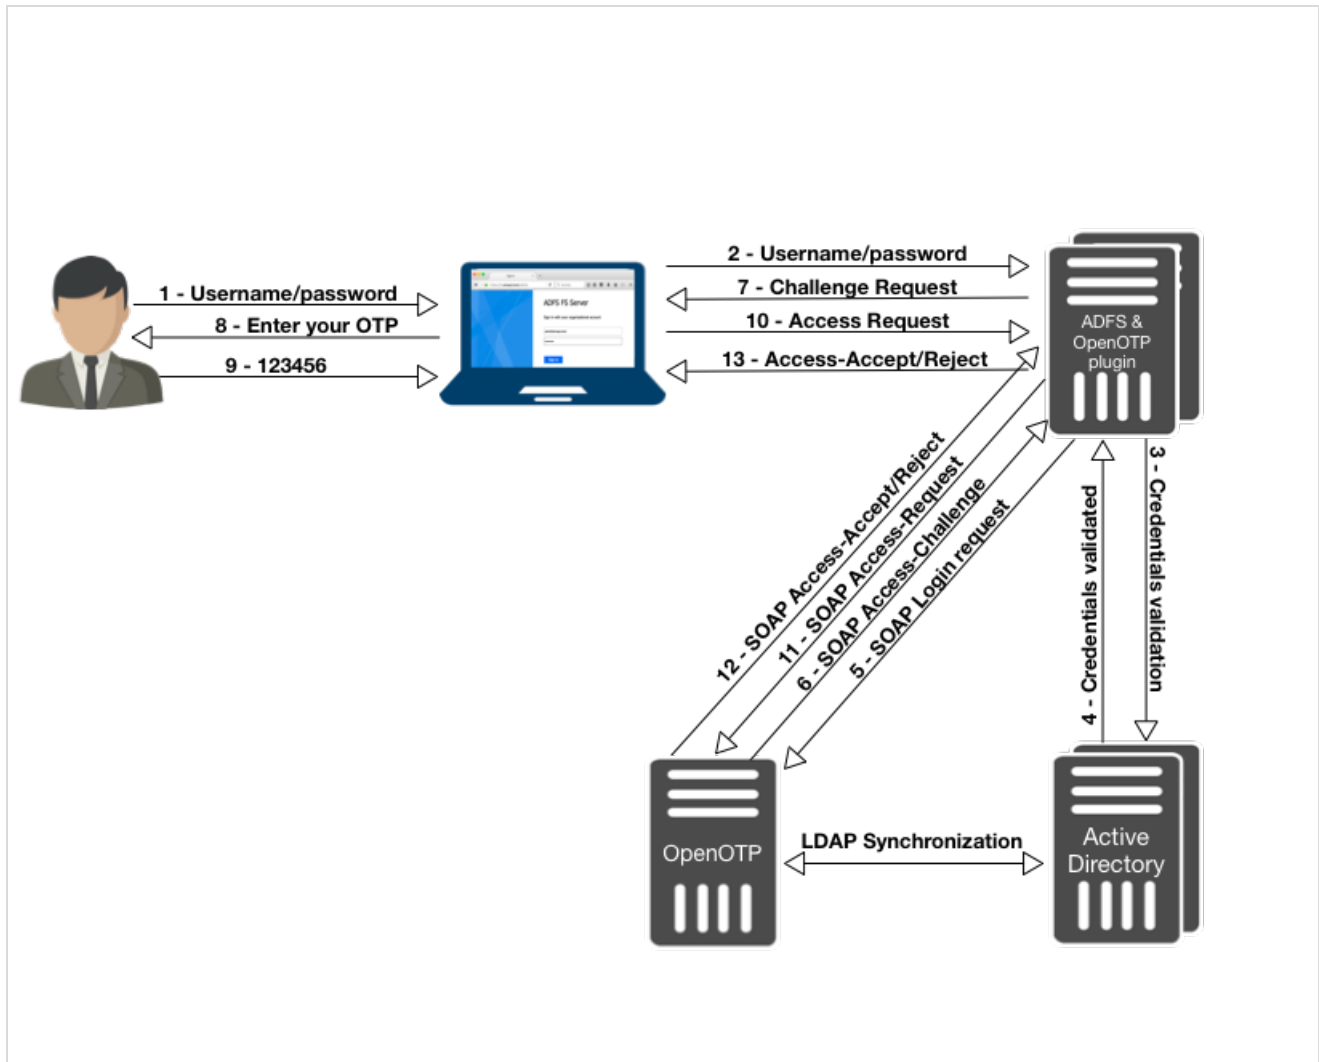 2 - Username/password
1 - Username/password
7 - Challenge Request
8 - Enter your OTP
10 - Access Request
9 - 123456
13 - Access-Accept/Reject
ADFS FS Server
ADFS &
OpenOTP
plugin
12 - SOAP Access-Accept/Reject
11 - SOAP Access-Request
6 - SOAP Access-Challenge
5 - SOAP Login request
4 - Credentials validated
3 - Credentials validation
OpenOTP
LDAP Synchronization
Active
Directory